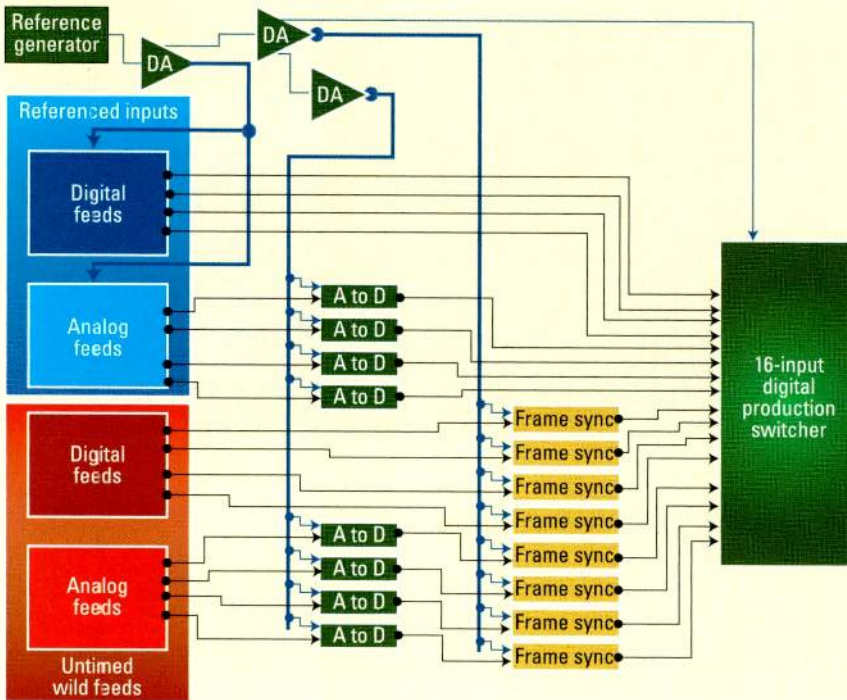 Reference
generator
DA
DA
DA
Referenced inputs
Digital
feeds
Analog
feeds
A to D
A to D
A to D
A to D
16-input
digital
production
switcher
Digital
feeds
Frame sync
Frame sync
Frame sync
Frame sync
Frame sync
Frame sync
Frame sync
Frame sync
Analog
feeds
A to D
A to D
A to D
A to D
Untimed
wild feeds